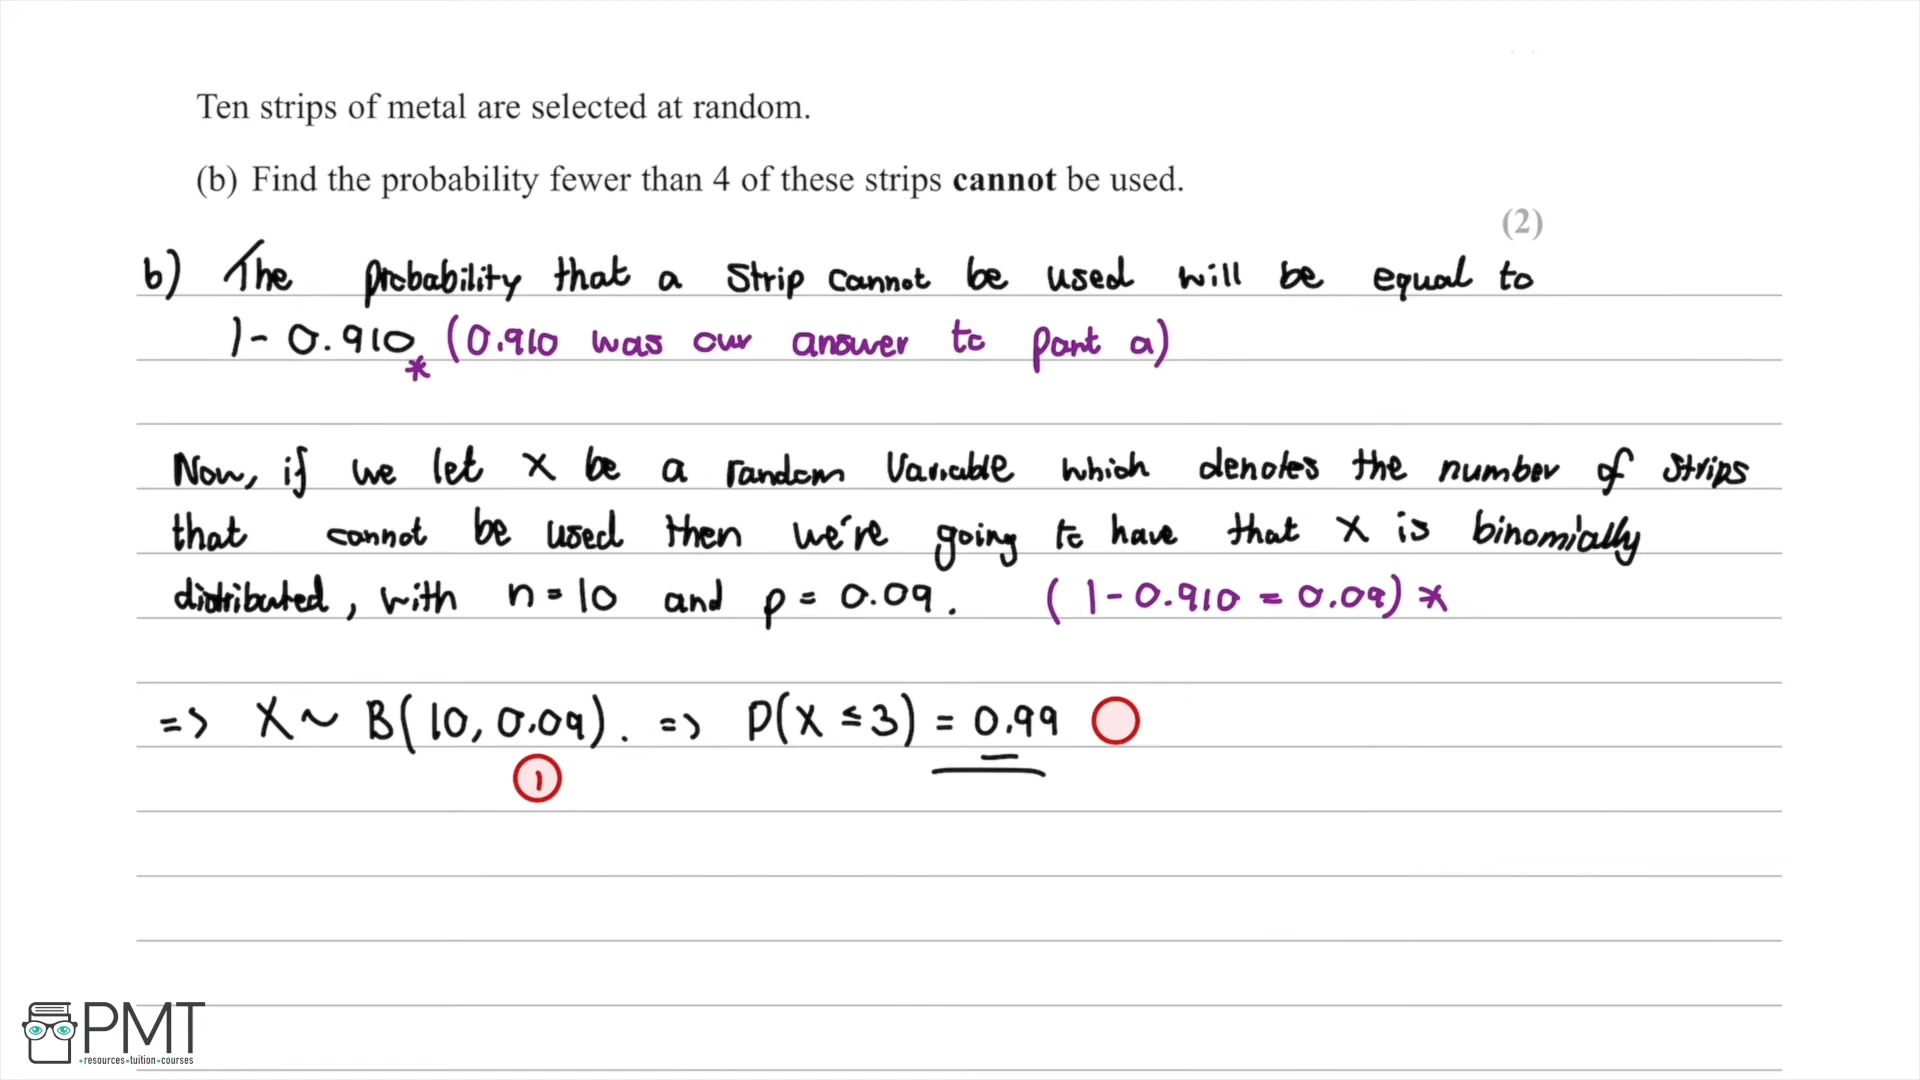 Ten strips of metal are selected at random.
(b) Find the probability fewer than 4 of these strips cannot be used.
(2)
b) The probability that a strip cannot be used will be equal to
1 - 0.910* (0.910 was our answer to part a)
Now, if we let X be a random variable which denotes the number of strips
that cannot be used then we're going to have that X is binomially
distributed, with n = 10 and p = 0.09. (1 - 0.910 = 0.09) *
=> X ~ B(10, 0.09). => P(X ≤ 3) = 0.99
1
PMT
•resources•tuition•courses